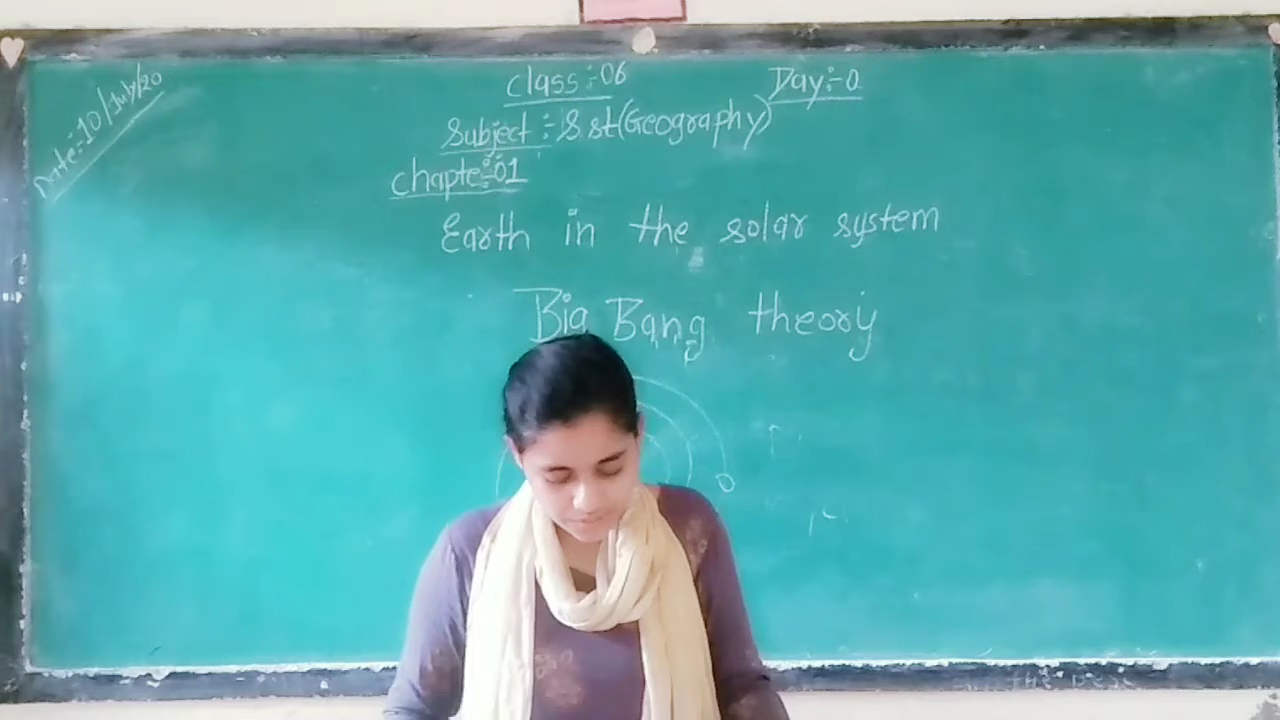 Date:-10/July/20
Class:-06 Day:-0
Subject:-S.st(Geography)
Chapte:-01
Earth in the solar system
Big Bang theory